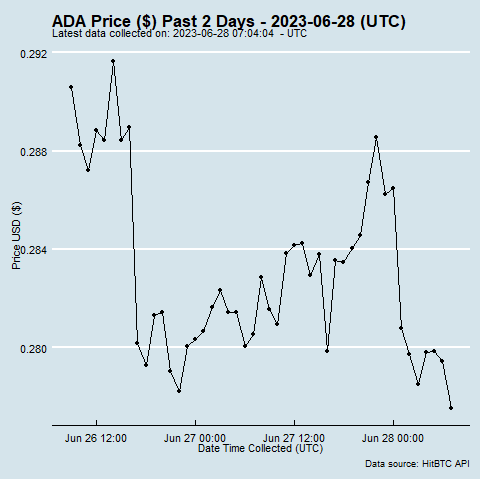 ADA Price ($) Past 2 Days - 2023-06-28 (UTC)
Latest data collected on: 2023-06-28 07:04:04 - UTC
0.292
0.288
0.284
0.280
Price USD ($)
Jun 26 12:00
Jun 27 00:00
Jun 27 12:00
Jun 28 00:00
Date Time Collected (UTC)
Data source: HitBTC API